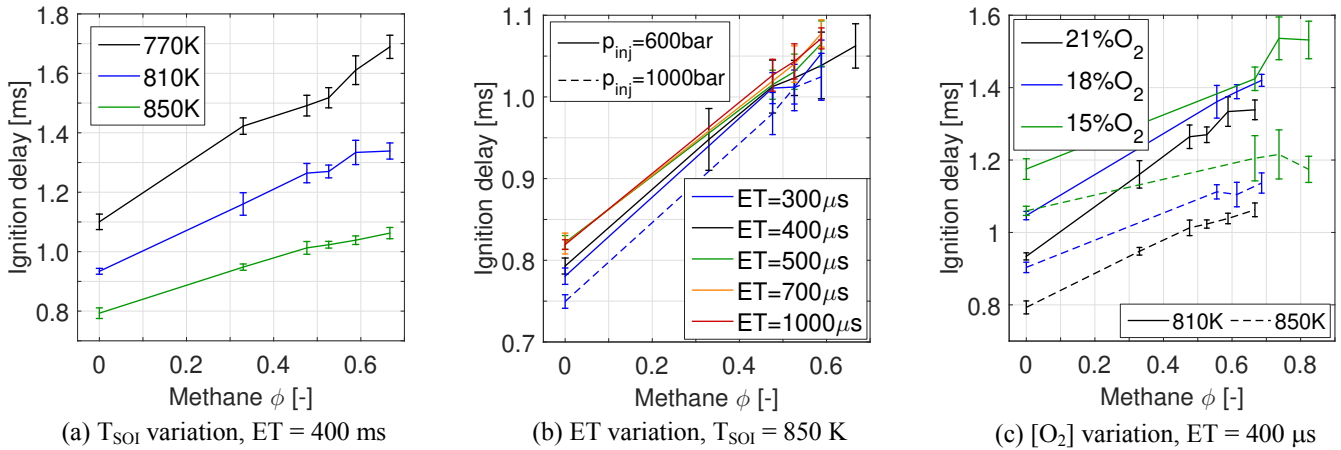 1.8
1.6
1.4
1.2
1.0
0.8
Ignition delay [ms]
770K
810K
850K
0 0.2 0.4 0.6
Methane ϕ [-]
(a) T_SOI variation, ET = 400 ms
1.1
1.0
0.9
0.8
0.7
Ignition delay [ms]
p_inj=600bar
p_inj=1000bar
ET=300μs
ET=400μs
ET=500μs
ET=700μs
ET=1000μs
0 0.2 0.4 0.6
Methane ϕ [-]
(b) ET variation, T_SOI = 850 K
1.6
1.4
1.2
1
0.8
Ignition delay [ms]
21%O₂
18%O₂
15%O₂
810K 850K
0 0.2 0.4 0.6 0.8
Methane ϕ [-]
(c) [O₂] variation, ET = 400 μs